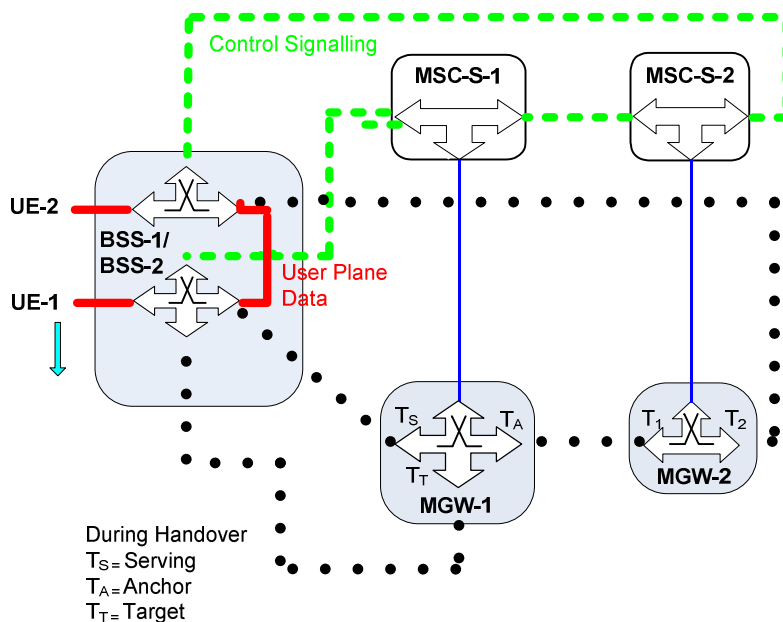 Control Signalling
MSC-S-1
MSC-S-2
UE-2
BSS-1/
BSS-2
User Plane
Data
UE-1
TS
TA
TT
MGW-1
T1
T2
MGW-2
During Handover
TS= Serving
TA= Anchor
TT= Target